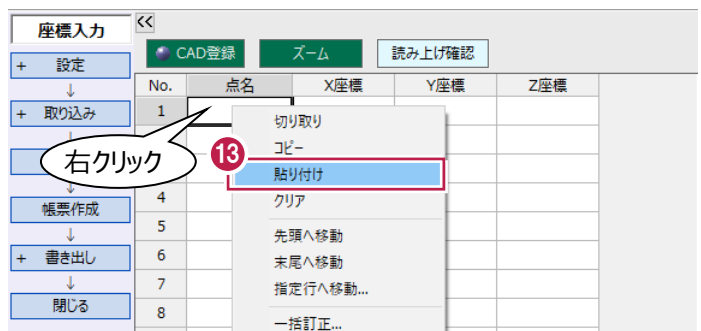 座標入力
<<
CAD登録 ズーム 読み上げ確認
+ 設定
↓
No. 点名 X座標 Y座標 Z座標
+ 取り込み
1
切り取り
コピー
右クリック
13
貼り付け
4
クリア
帳票作成
5
先頭へ移動
↓
+ 書き出し
6
末尾へ移動
↓
7
指定行へ移動...
閉じる
8
一括訂正...